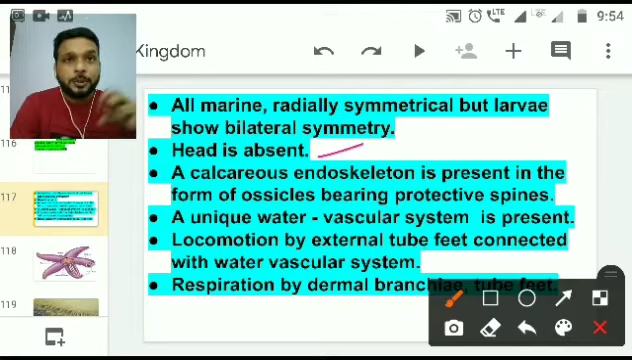 LTE
9:54
Kingdom
● All marine, radially symmetrical but larvae
show bilateral symmetry.
● Head is absent.
● A calcareous endoskeleton is present in the
form of ossicles bearing protective spines.
● A unique water - vascular system is present.
● Locomotion by external tube feet connected
with water vascular system.
● Respiration by dermal branchiae, tube feet.
116
117
118
119